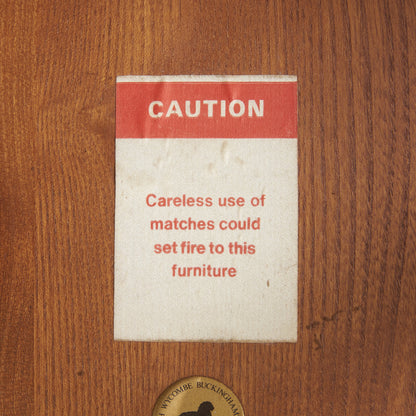 CAUTION
Careless use of
matches could
set fire to this
furniture
WYCOMBE BUCKINGHAM